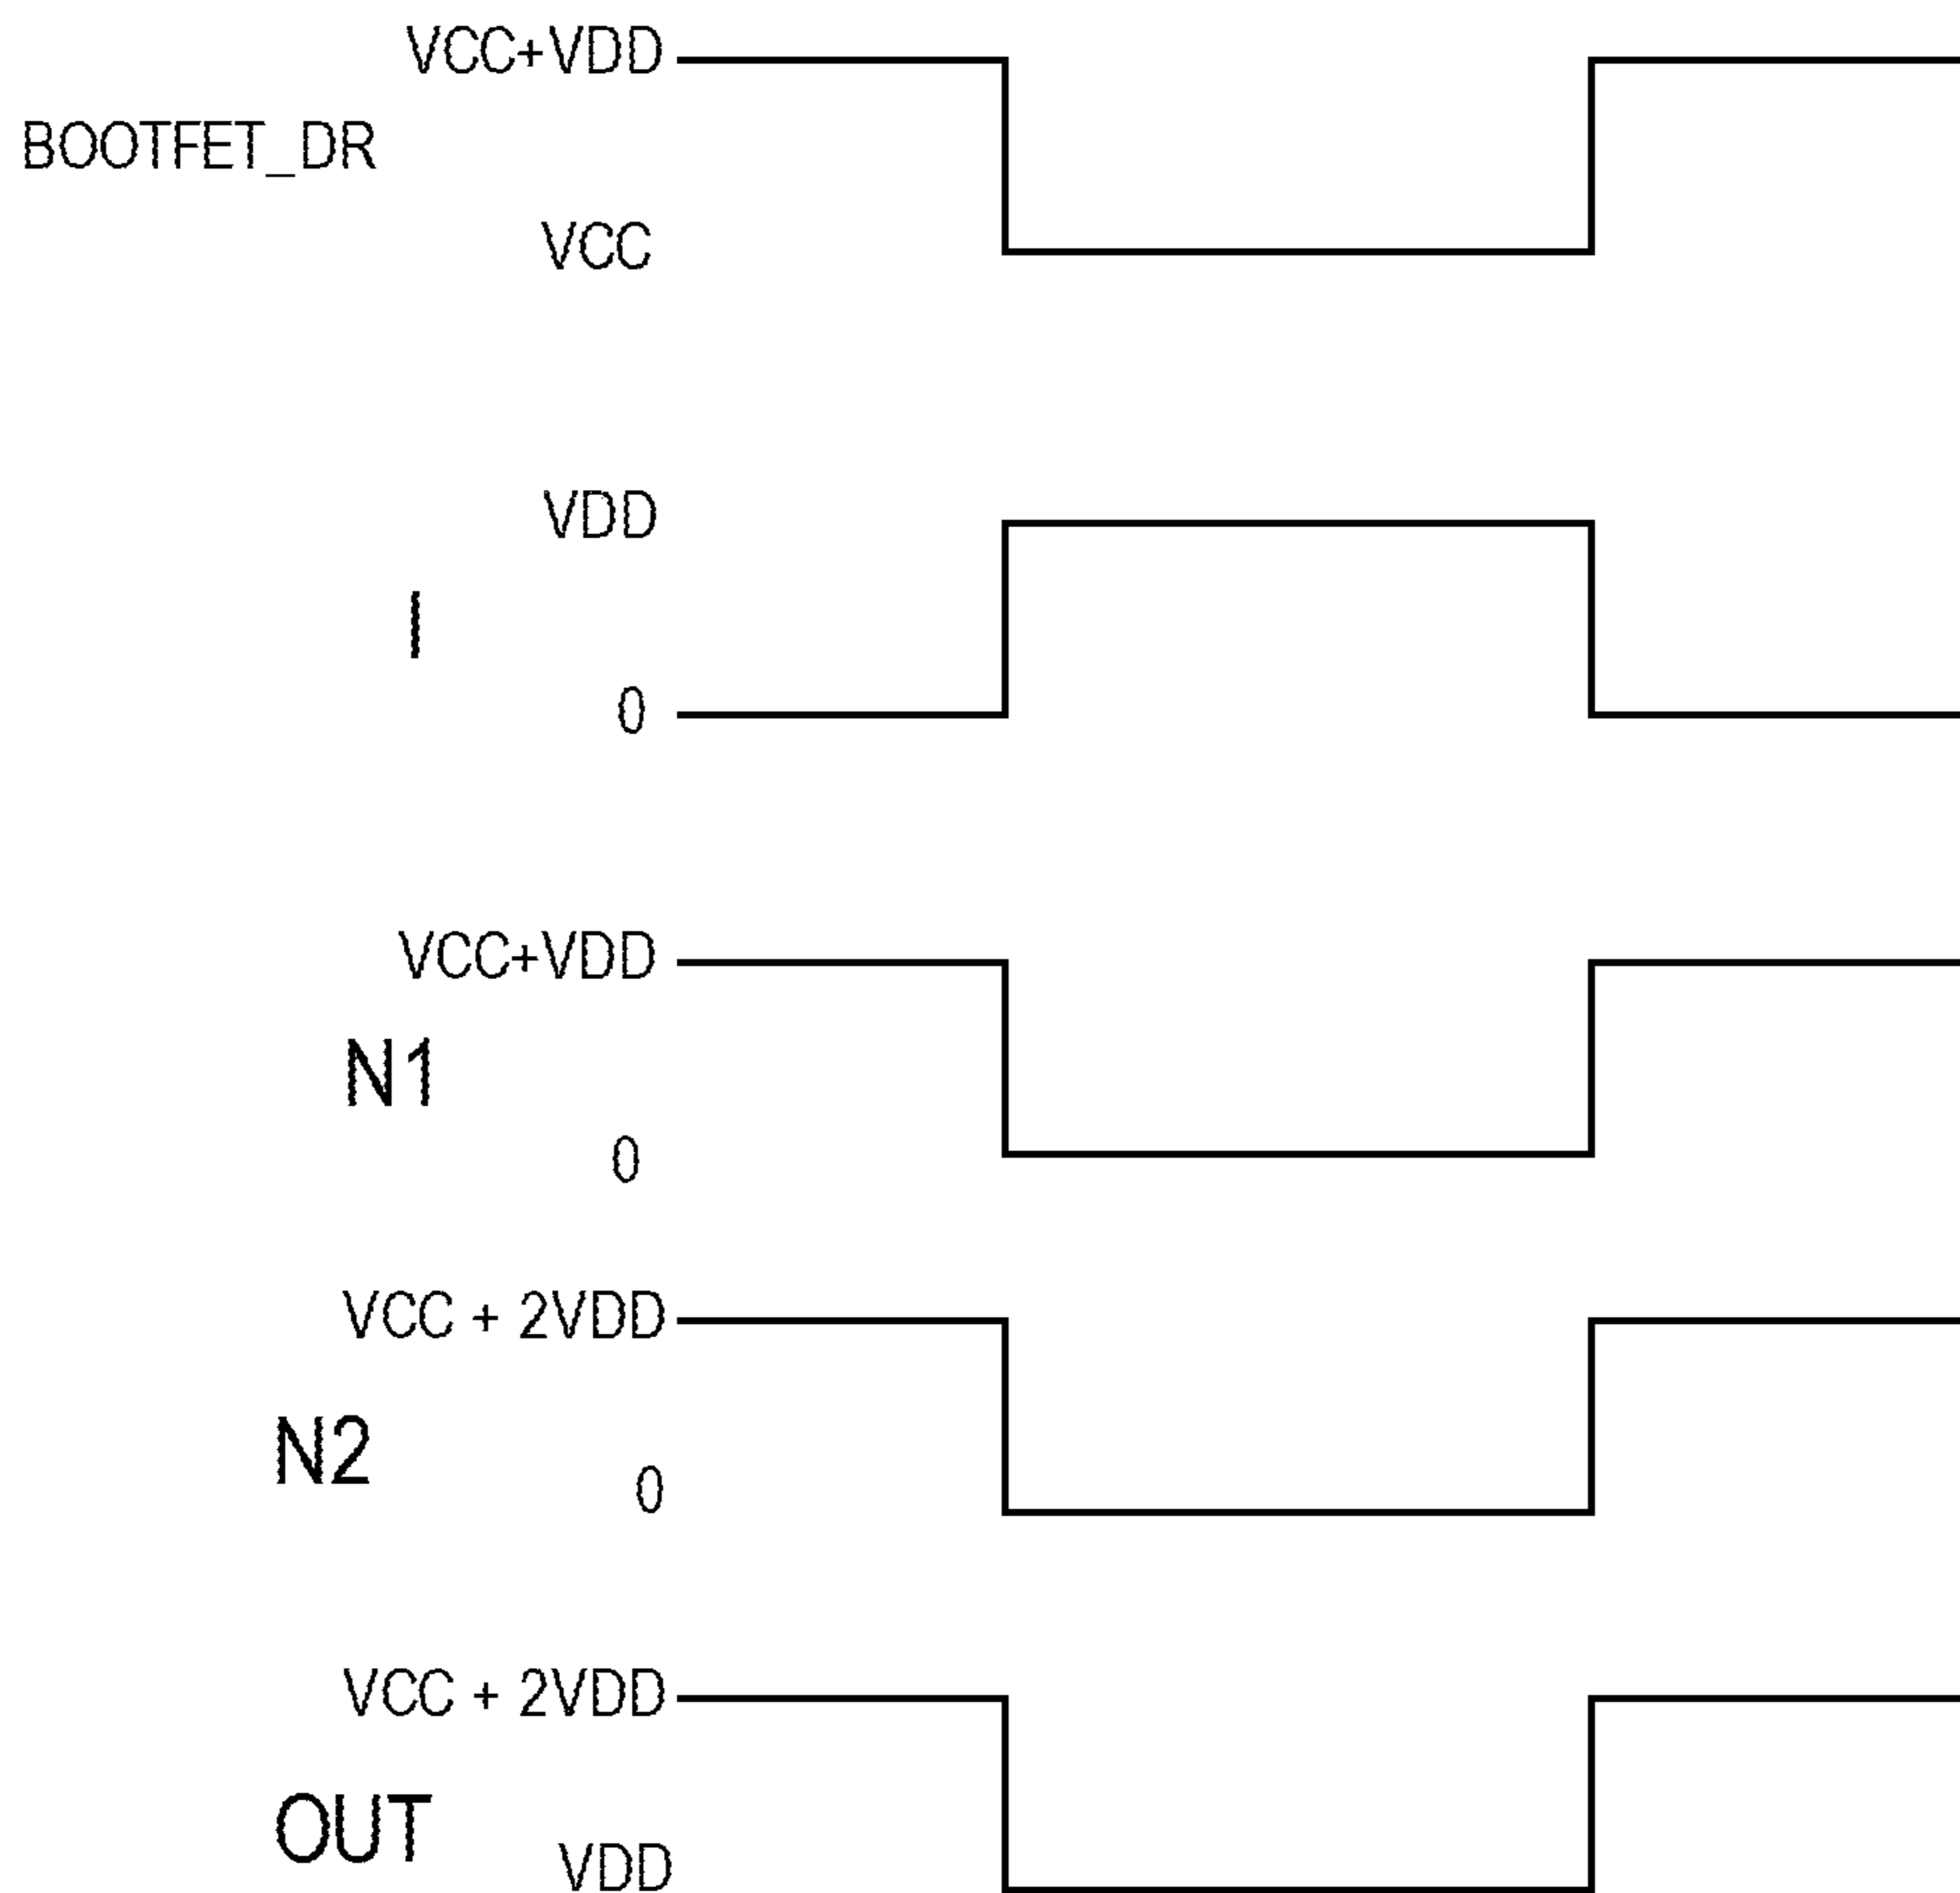 VCC+VDD
BOOTFET_DR
VCC
VDD
I
0
VCC+VDD
N1
0
VCC + 2VDD
N2
0
VCC + 2VDD
OUT
VDD